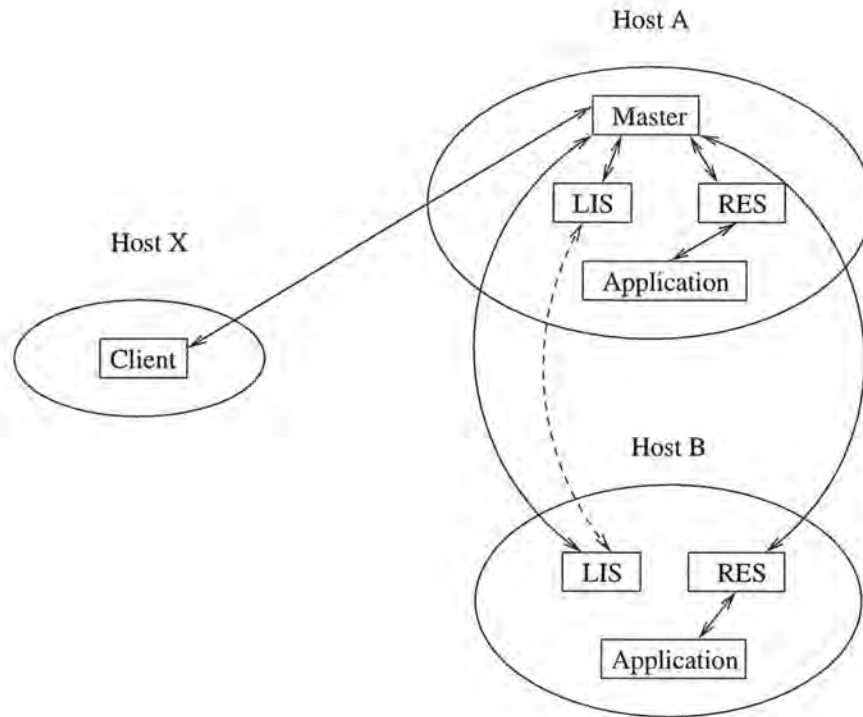 Host A
Master
LIS
RES
Application
Host X
Client
Host B
LIS
RES
Application